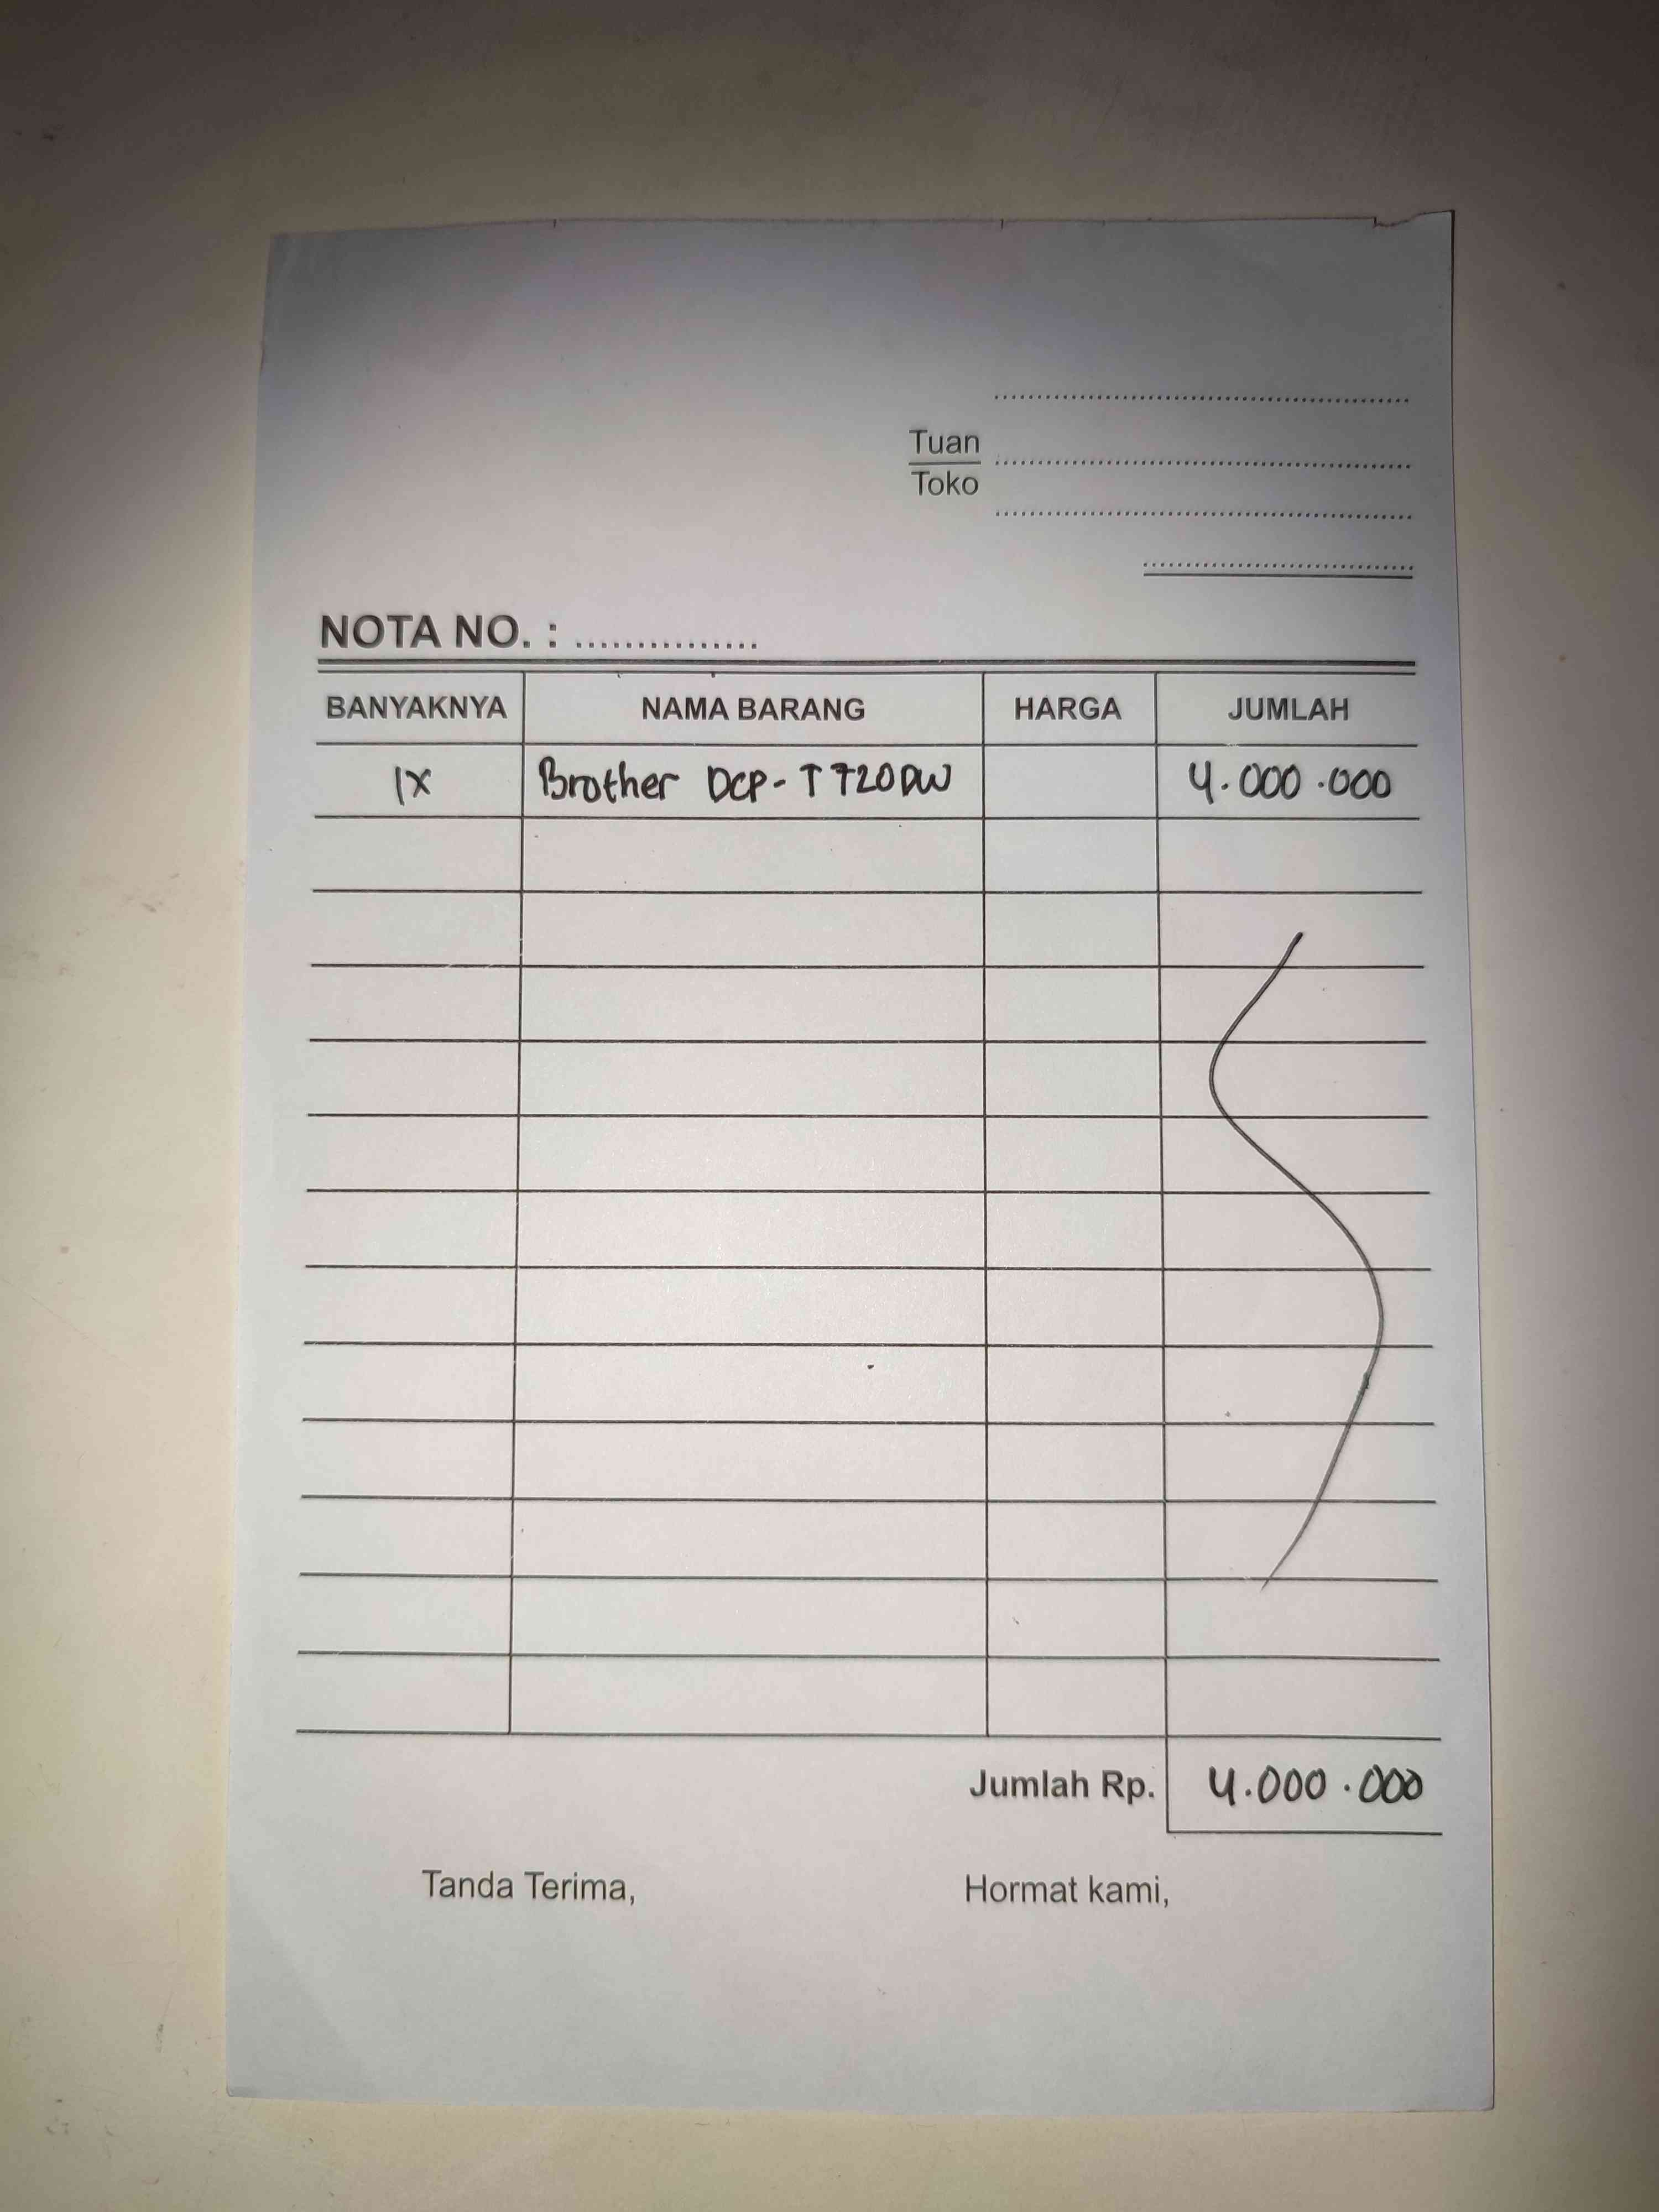 Tuan
Toko
NOTA NO. : ...............
BANYAKNYA NAMA BARANG HARGA JUMLAH
1X Brother DCP-T720DW 4.000.000
Jumlah Rp. 4.000.000
Tanda Terima, Hormat kami,